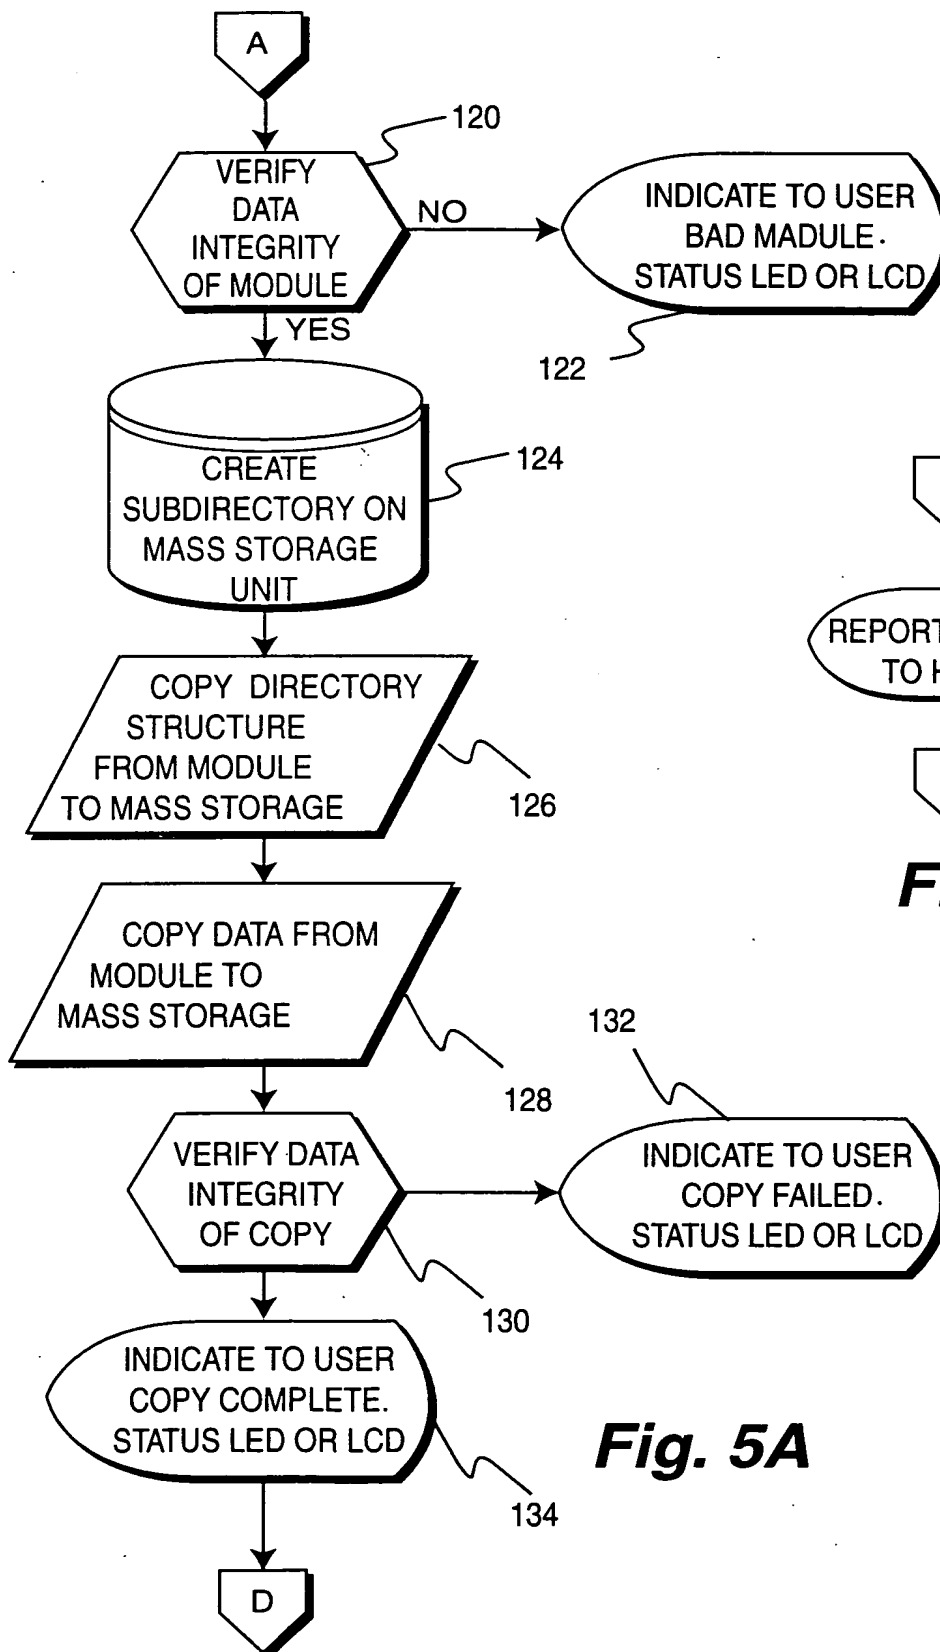 A
120
VERIFY
DATA
INTEGRITY
OF MODULE
NO
INDICATE TO USER
BAD MADULE.
STATUS LED OR LCD
122
YES
CREATE
SUBDIRECTORY ON
MASS STORAGE
UNIT
124
COPY DIRECTORY
STRUCTURE
FROM MODULE
TO MASS STORAGE
126
REPORT
TO
COPY DATA FROM
MODULE TO
MASS STORAGE
128
VERIFY DATA
INTEGRITY
OF COPY
130
132
INDICATE TO USER
COPY FAILED.
STATUS LED OR LCD
INDICATE TO USER
COPY COMPLETE.
STATUS LED OR LCD
134
Fig. 5A
D